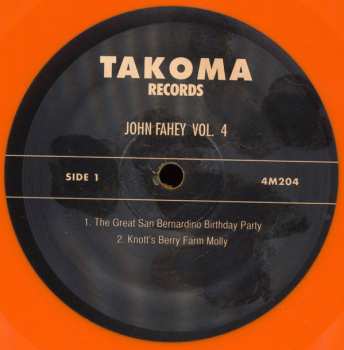 TAKOMA
RECORDS
JOHN FAHEY VOL. 4
SIDE 1
4M204
1. The Great San Bernardino Birthday Party
2. Knott's Berry Farm Molly